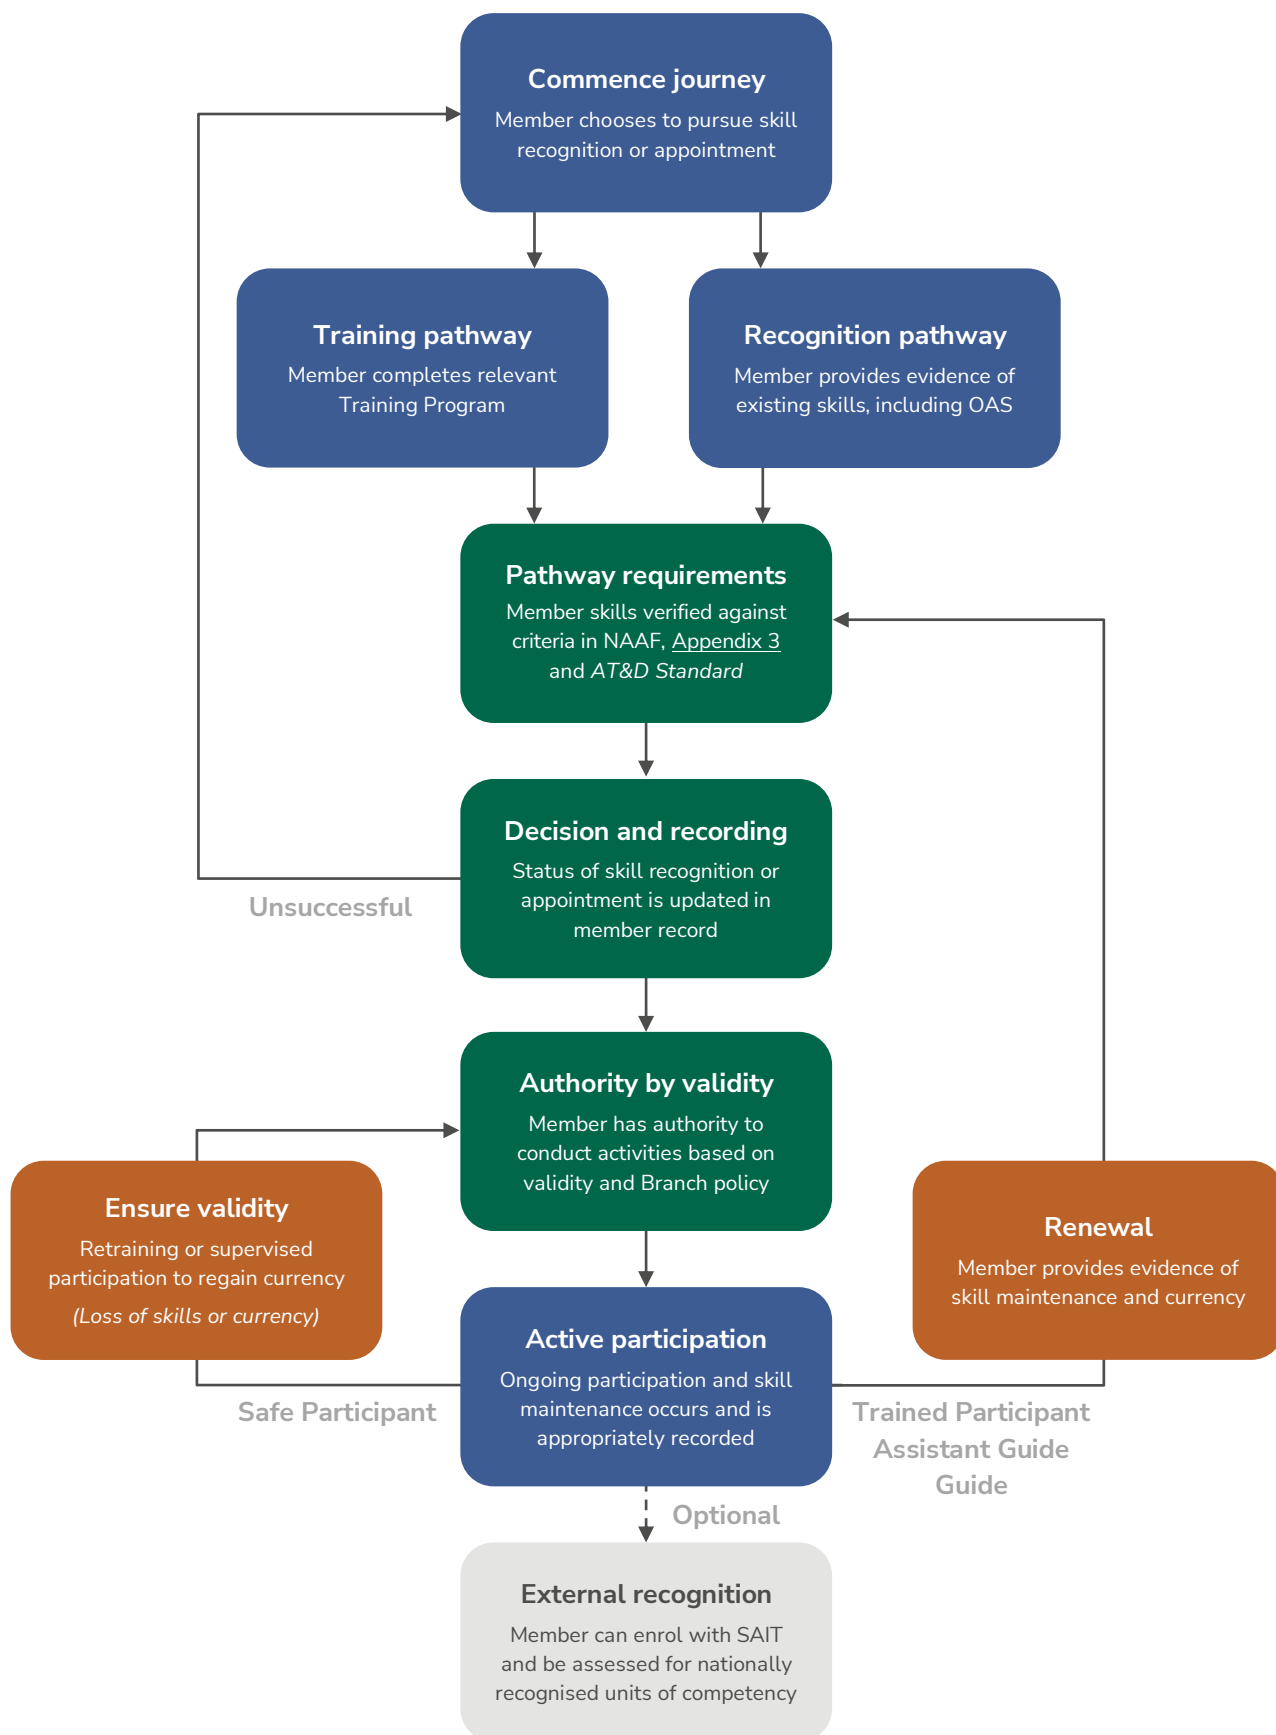 Commence journey
Member chooses to pursue skill
recognition or appointment
Training pathway
Member completes relevant
Training Program
Recognition pathway
Member provides evidence of
existing skills, including OAS
Pathway requirements
Member skills verified against
criteria in NAAF, Appendix 3
and AT&D Standard
Decision and recording
Status of skill recognition or
appointment is updated in
member record
Unsuccessful
Authority by validity
Member has authority to
conduct activities based on
validity and Branch policy
Ensure validity
Retraining or supervised
participation to regain currency
(Loss of skills or currency)
Renewal
Member provides evidence of
skill maintenance and currency
Active participation
Ongoing participation and skill
maintenance occurs and is
appropriately recorded
Safe Participant
Trained Participant
Assistant Guide
Guide
Optional
External recognition
Member can enrol with SAIT
and be assessed for nationally
recognised units of competency